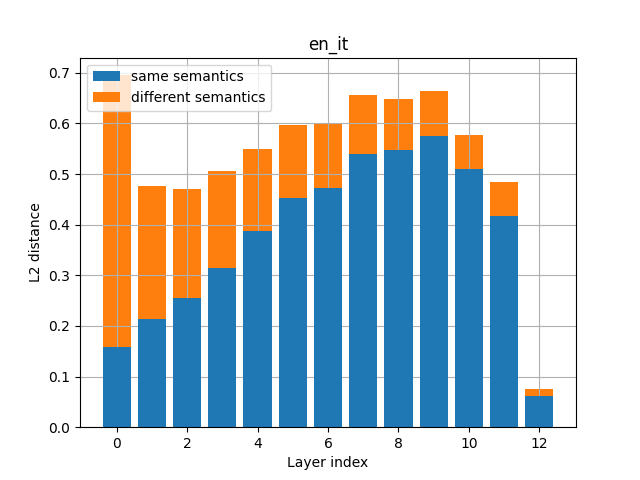 en_it
same semantics
different semantics
L2 distance
0.7
0.6
0.5
0.4
0.3
0.2
0.1
0.0
0 2 4 6 8 10 12
Layer index